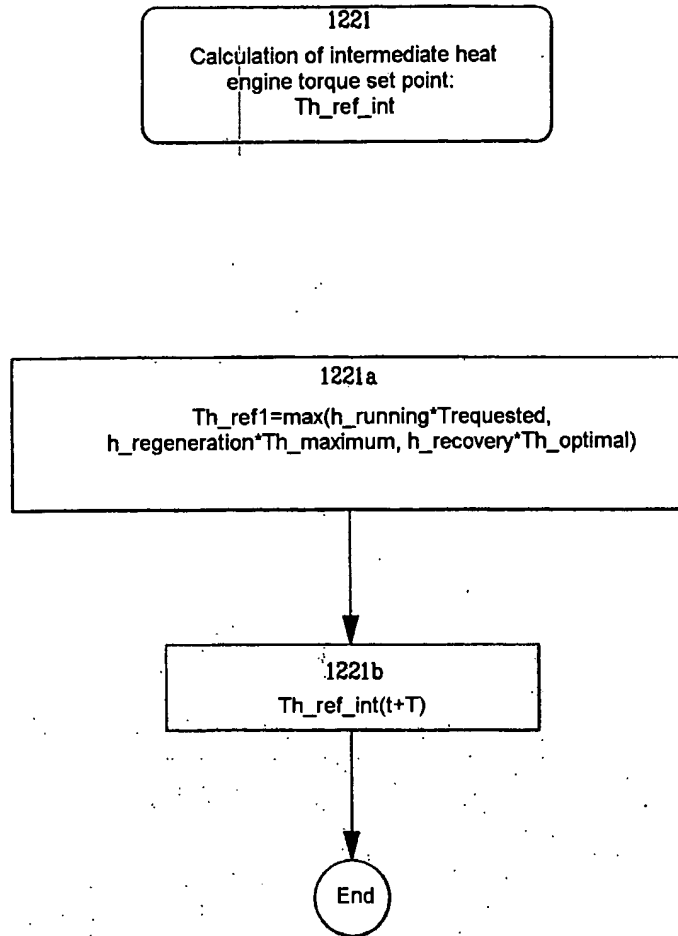 1221
Calculation of intermediate heat
engine torque set point:
Th_ref_int
1221a
Th_ref1=max(h_running*Trequested,
h_regeneration*Th_maximum, h_recovery*Th_optimal)
1221b
Th_ref_int(t+T)
End